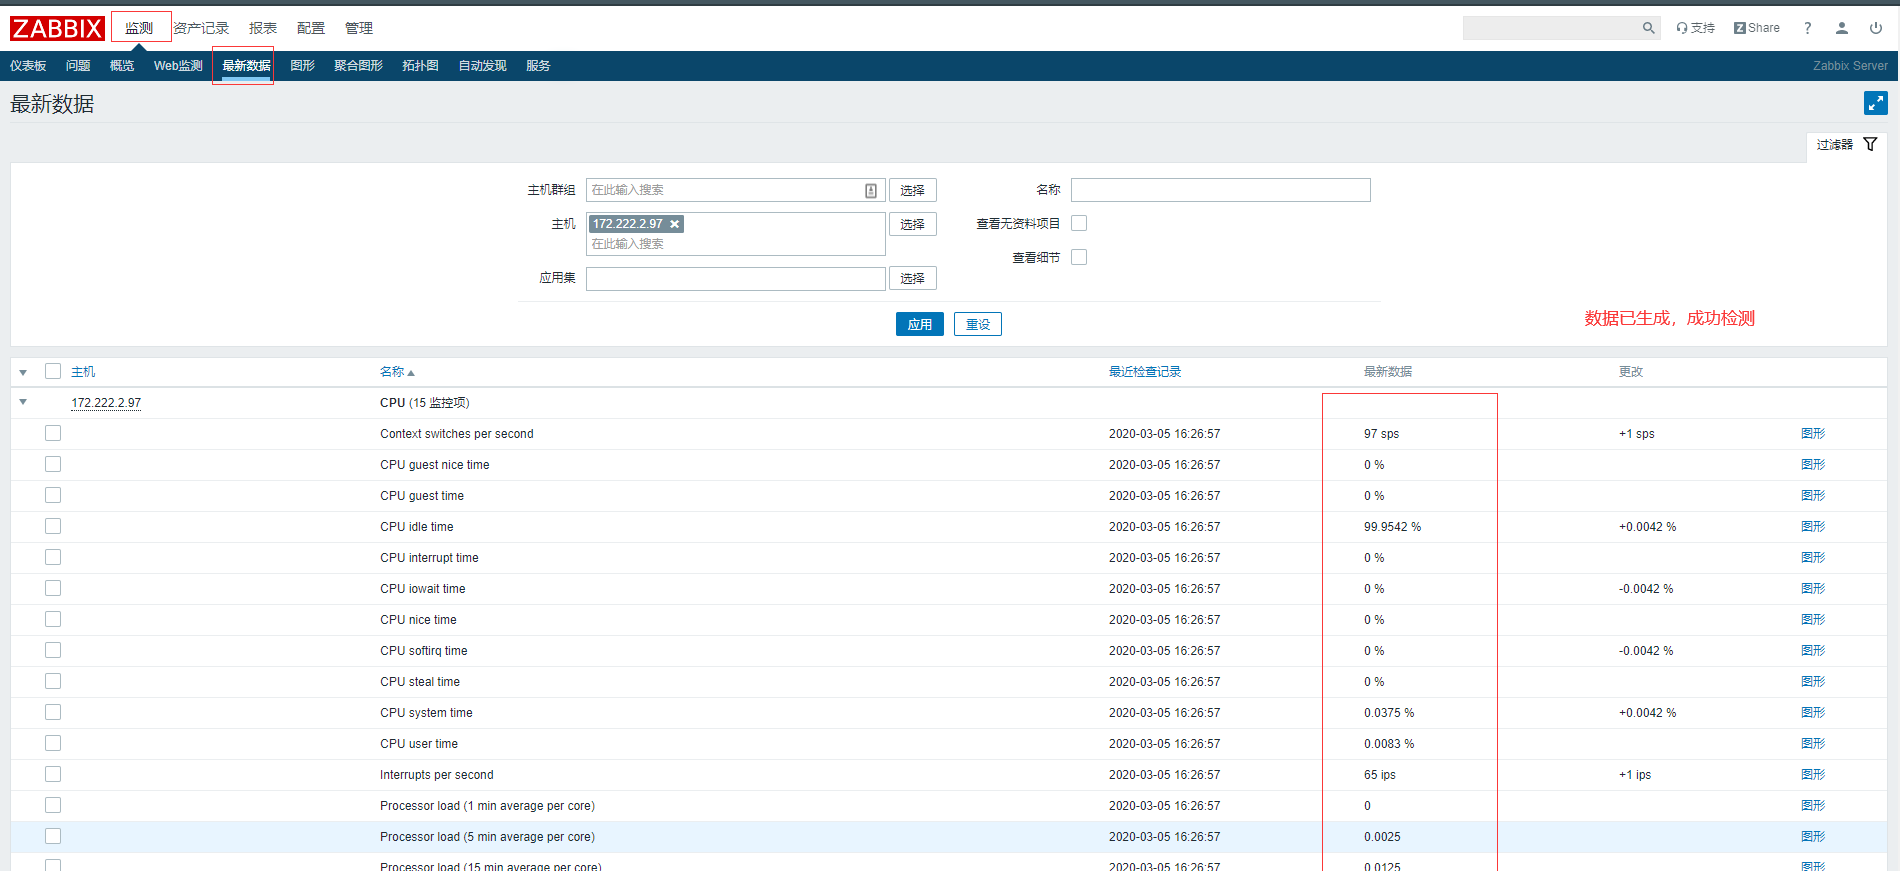 ZABBIX 监测 资产记录 报表 配置 管理 支持 Z Share ?
仪表板 问题 概览 Web监测 最新数据 图形 聚合图形 拓扑图 自动发现 服务 Zabbix Server
最新数据
过滤器
主机群组 在此输入搜索 选择 名称
主机 172.222.2.97 选择 查看无资料项目
在此输入搜索
查看细节
应用集 选择
应用 重设
数据已生成，成功检测
主机 名称 最近检查记录 最新数据 更改
172.222.2.97 CPU (15 监控项)
Context switches per second 2020-03-05 16:26:57 97 sps +1 sps 图形
CPU guest nice time 2020-03-05 16:26:57 0 % 图形
CPU guest time 2020-03-05 16:26:57 0 % 图形
CPU idle time 2020-03-05 16:26:57 99.9542 % +0.0042 % 图形
CPU interrupt time 2020-03-05 16:26:57 0 % 图形
CPU iowait time 2020-03-05 16:26:57 0 % -0.0042 % 图形
CPU nice time 2020-03-05 16:26:57 0 % 图形
CPU softirq time 2020-03-05 16:26:57 0 % -0.0042 % 图形
CPU steal time 2020-03-05 16:26:57 0 % 图形
CPU system time 2020-03-05 16:26:57 0.0375 % +0.0042 % 图形
CPU user time 2020-03-05 16:26:57 0.0083 % 图形
Interrupts per second 2020-03-05 16:26:57 65 ips +1 ips 图形
Processor load (1 min average per core) 2020-03-05 16:26:57 0 图形
Processor load (5 min average per core) 2020-03-05 16:26:57 0.0025 图形
Processor load (15 min average per core) 2020-03-05 16:26:57 0.0125 图形